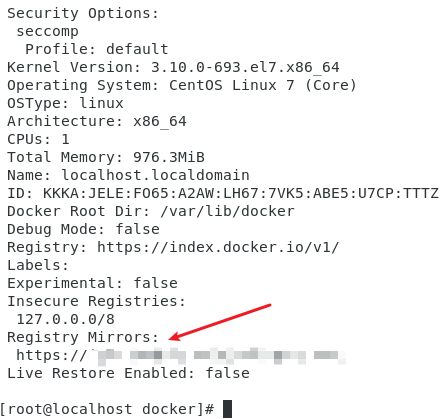 Security Options:
seccomp
Profile: default
Kernel Version: 3.10.0-693.el7.x86_64
Operating System: CentOS Linux 7 (Core)
OSType: linux
Architecture: x86_64
CPUs: 1
Total Memory: 976.3MiB
Name: localhost.localdomain
ID: KKKA:JELE:FO65:A2AW:LH67:7VK5:ABE5:U7CP:TTTZ
Docker Root Dir: /var/lib/docker
Debug Mode: false
Registry: https://index.docker.io/v1/
Labels:
Experimental: false
Insecure Registries:
127.0.0.0/8
Registry Mirrors:
https://
Live Restore Enabled: false
[root@localhost docker]#